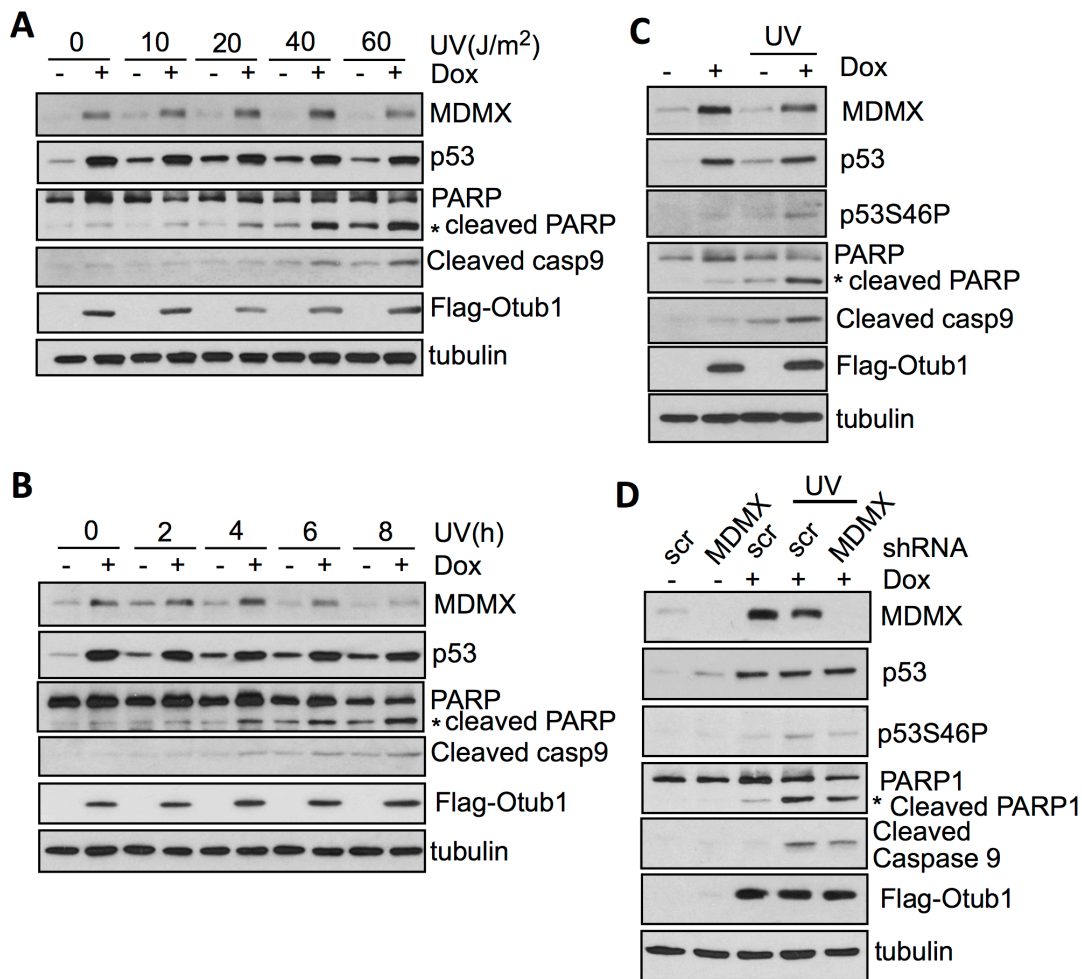 A
0 10 20 40 60 UV(J/m²)
- + - + - + - + - + Dox
MDMX
p53
PARP
* cleaved PARP
Cleaved casp9
Flag-Otub1
tubulin
B
0 2 4 6 8 UV(h)
- + - + - + - + - + Dox
MDMX
p53
PARP
* cleaved PARP
Cleaved casp9
Flag-Otub1
tubulin
C
UV
- + - + Dox
MDMX
p53
p53S46P
PARP
* cleaved PARP
Cleaved casp9
Flag-Otub1
tubulin
D
UV
scr MDMX scr scr MDMX shRNA
- - + + + Dox
MDMX
p53
p53S46P
PARP1
* Cleaved PARP1
Cleaved
Caspase 9
Flag-Otub1
tubulin